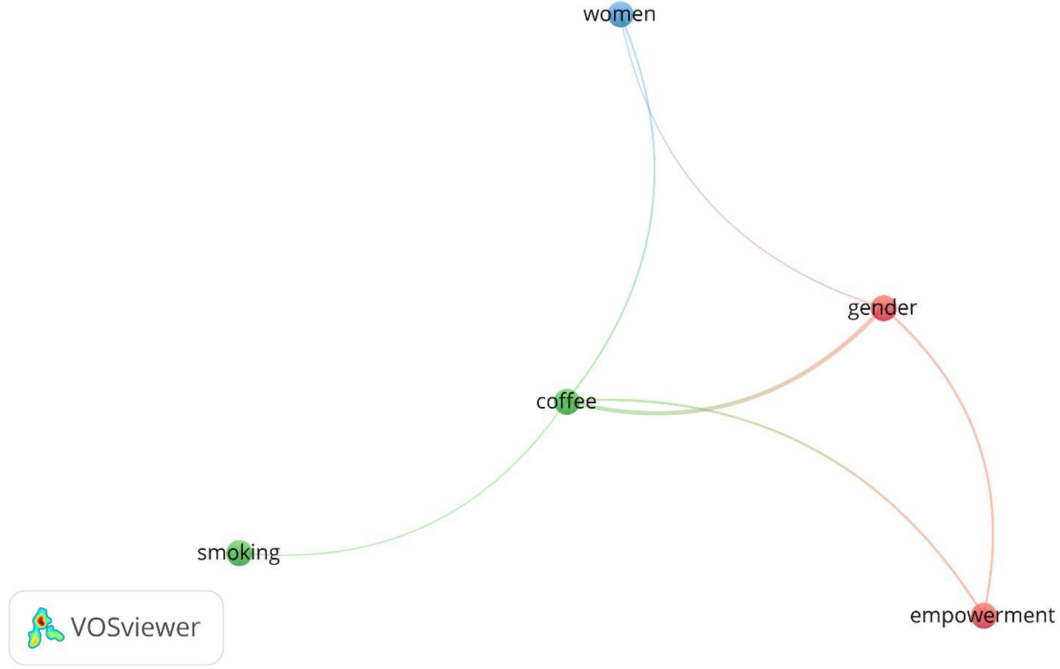 women
gender
coffee
smoking
empowerment
VOSviewer